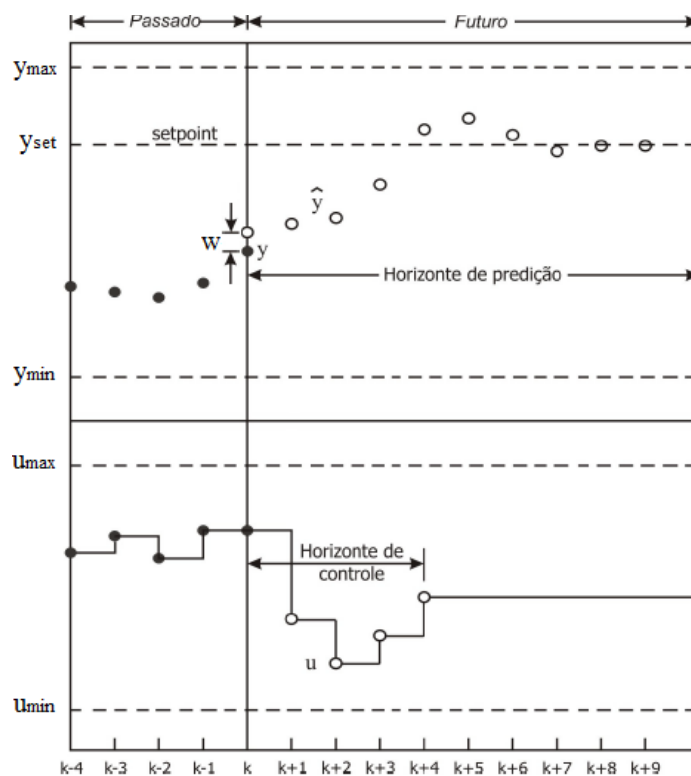 Passado Futuro
ymax
yset
setpoint
ŷ
w
y
Horizonte de predição
ymin
umax
Horizonte de
controle
u
umin
k-4 k-3 k-2 k-1 k k+1 k+2 k+3 k+4 k+5 k+6 k+7 k+8 k+9